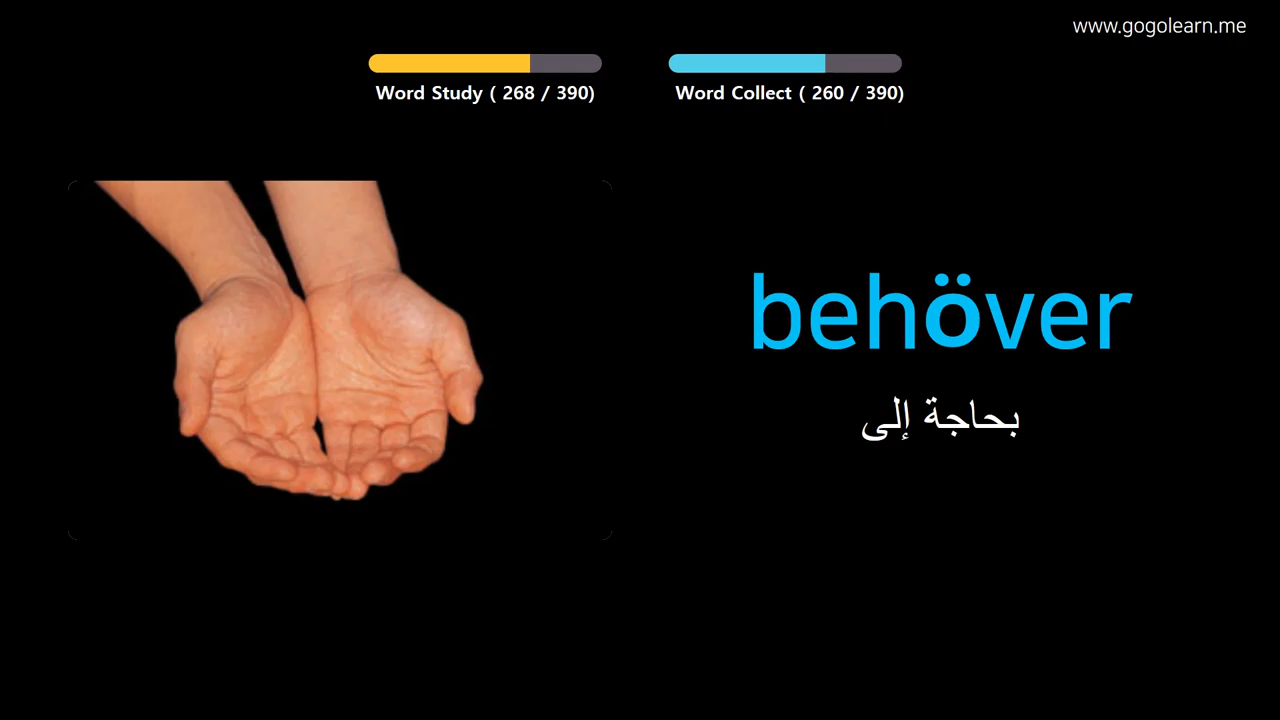 www.gogolearn.me
Word Study ( 268 / 390)
Word Collect ( 260 / 390)
behöver
بحاجة إلى